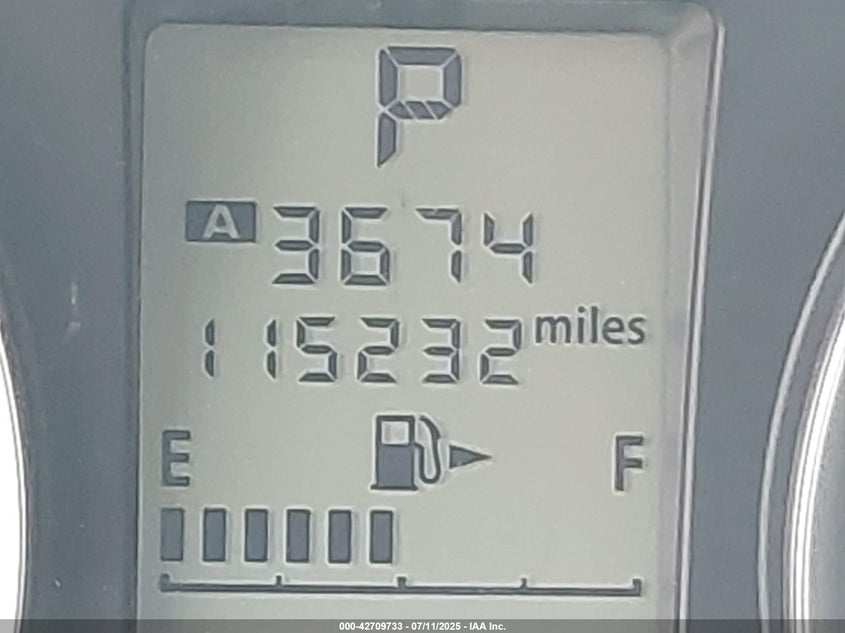 P
A 3674
115232 miles
E F
000-42709733 - 07/11/2025 - IAA Inc.